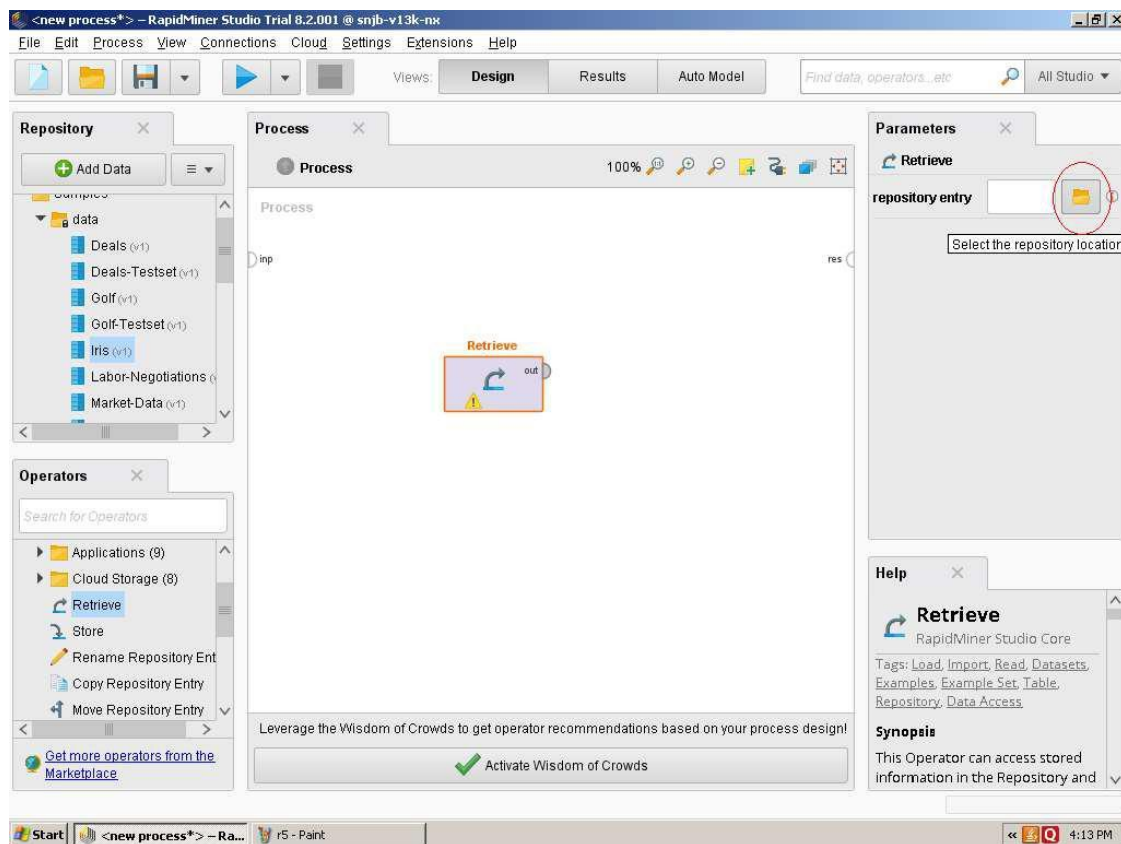 <new process*> – RapidMiner Studio Trial 8.2.001 @ snjb-v13k-nx
File Edit Process View Connections Cloud Settings Extensions Help
Views: Design Results Auto Model Find data, operators...etc All Studio
Repository
Add Data
Samples
data
Deals (v1)
Deals-Testset (v1)
Golf (v1)
Golf-Testset (v1)
Iris (v1)
Labor-Negotiations (
Market-Data (v1)
Operators
Search for Operators
Applications (9)
Cloud Storage (8)
Retrieve
Store
Rename Repository Ent
Copy Repository Entry
Move Repository Entry
Get more operators from the
Marketplace
Process
Process
100%
Process
inp
res
Retrieve
out
Leverage the Wisdom of Crowds to get operator recommendations based on your process design!
Activate Wisdom of Crowds
Parameters
Retrieve
repository entry
Select the repository location
Help
Retrieve
RapidMiner Studio Core
Tags: Load, Import, Read, Datasets,
Examples, Example Set, Table,
Repository, Data Access
Synopsis
This Operator can access stored
information in the Repository and
Start <new process*> – Ra... r5 - Paint « 4:13 PM